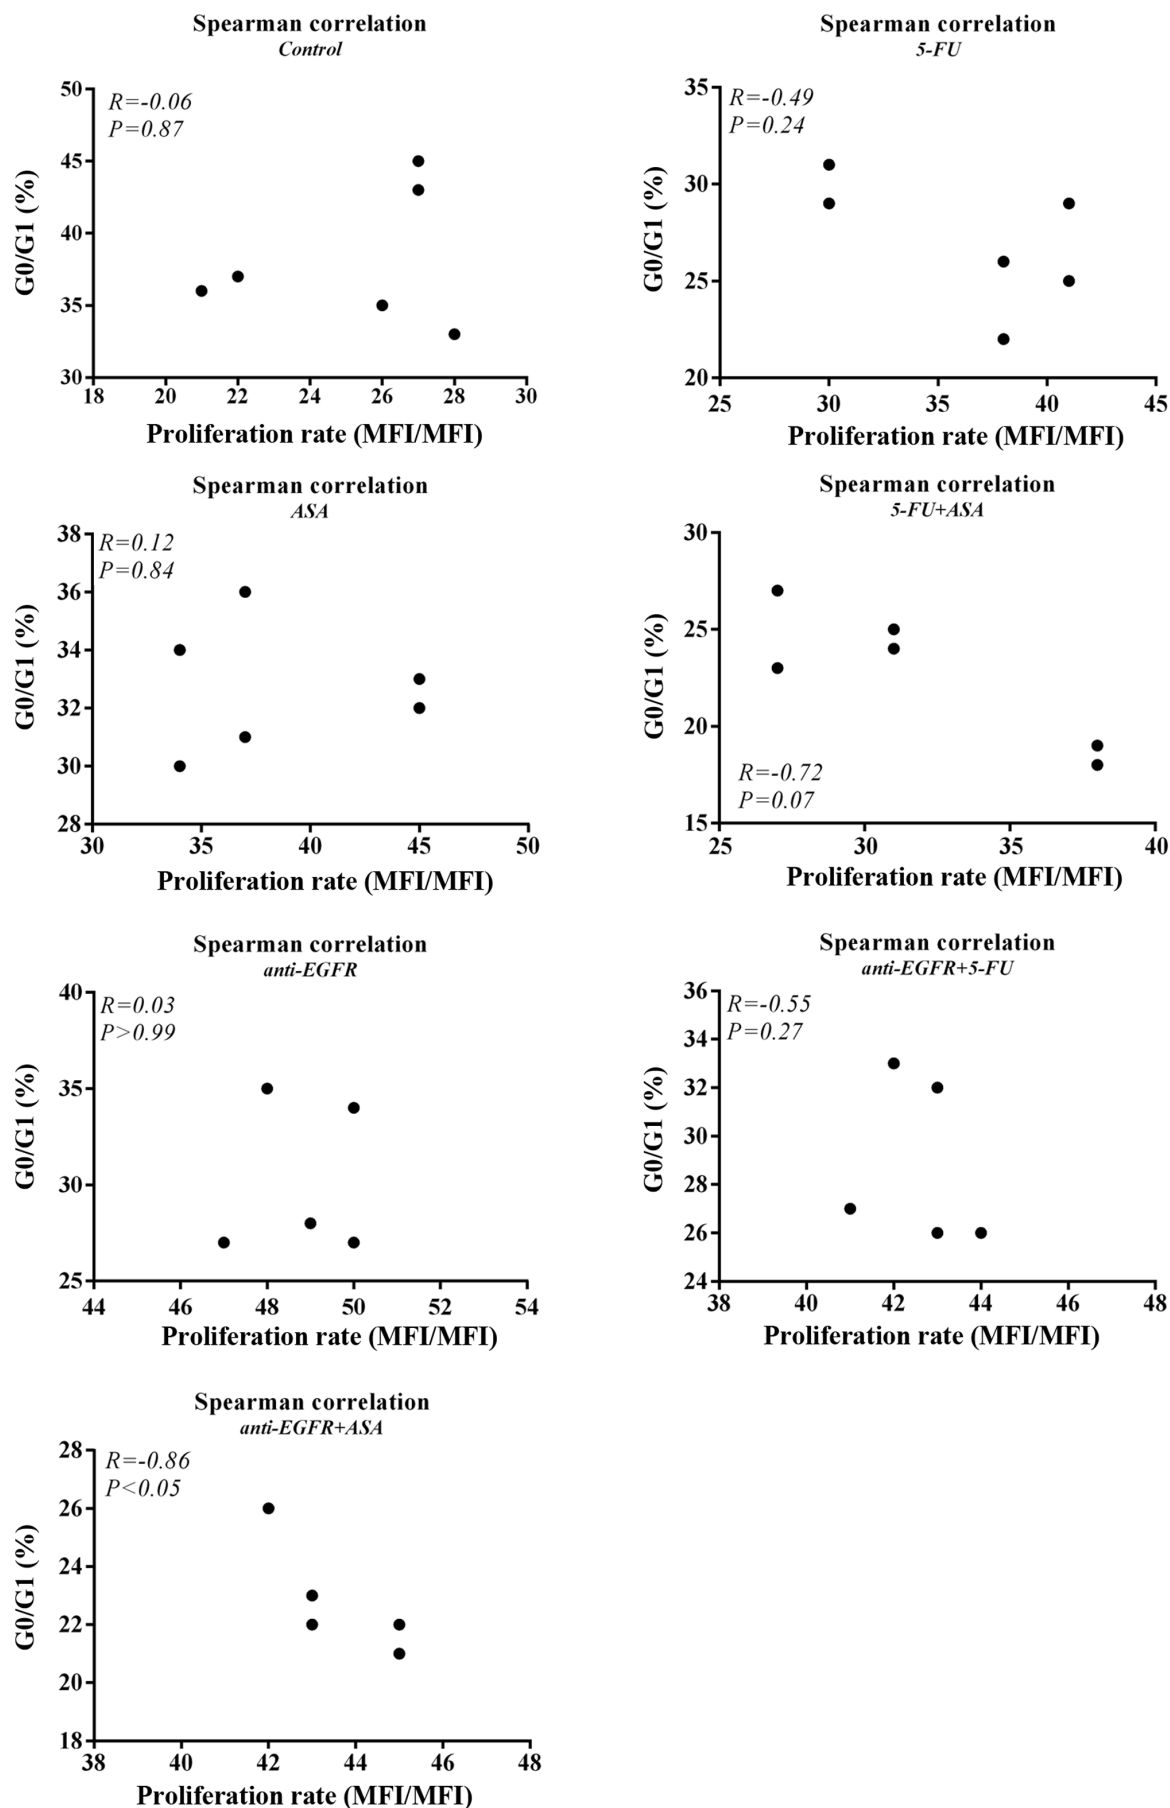 Spearman correlation
Control
R=-0.06
P=0.87
50
45
40
35
30
G0/G1 (%)
18 20 22 24 26 28 30
Proliferation rate (MFI/MFI)
Spearman correlation
5-FU
R=-0.49
P=0.24
35
30
25
20
G0/G1 (%)
25 30 35 40 45
Proliferation rate (MFI/MFI)
Spearman correlation
ASA
R=0.12
P=0.84
38
36
34
32
30
28
G0/G1 (%)
30 35 40 45 50
Proliferation rate (MFI/MFI)
Spearman correlation
5-FU+ASA
30
25
20
15
G0/G1 (%)
R=-0.72
P=0.07
25 30 35 40
Proliferation rate (MFI/MFI)
Spearman correlation
anti-EGFR
R=0.03
P>0.99
40
35
30
25
G0/G1 (%)
44 46 48 50 52 54
Proliferation rate (MFI/MFI)
Spearman correlation
anti-EGFR+5-FU
R=-0.55
P=0.27
36
34
32
30
28
26
24
G0/G1 (%)
38 40 42 44 46 48
Proliferation rate (MFI/MFI)
Spearman correlation
anti-EGFR+ASA
R=-0.86
P<0.05
28
26
24
22
20
18
G0/G1 (%)
38 40 42 44 46 48
Proliferation rate (MFI/MFI)